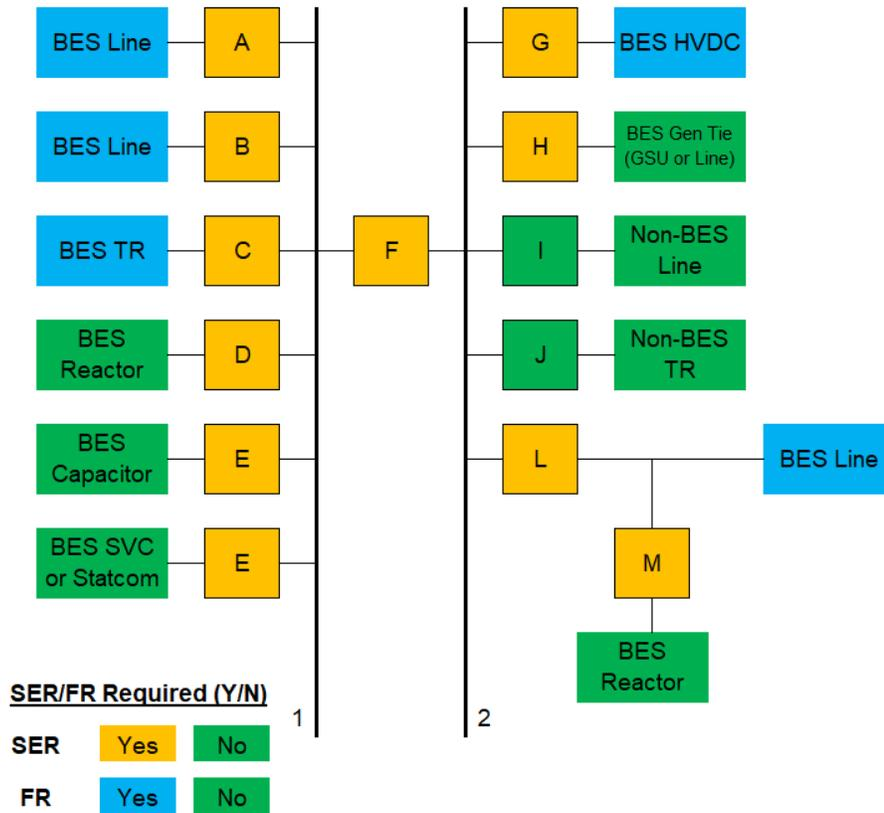 BES Line
A
G
BES HVDC
BES Line
B
H
BES Gen Tie
(GSU or Line)
BES TR
C
F
I
Non-BES
Line
BES
Reactor
D
J
Non-BES
TR
BES
Capacitor
E
L
BES Line
BES SVC
or Statcom
E
M
BES
Reactor
SER/FR Required (Y/N)
1
2
SER
Yes
No
FR
Yes
No